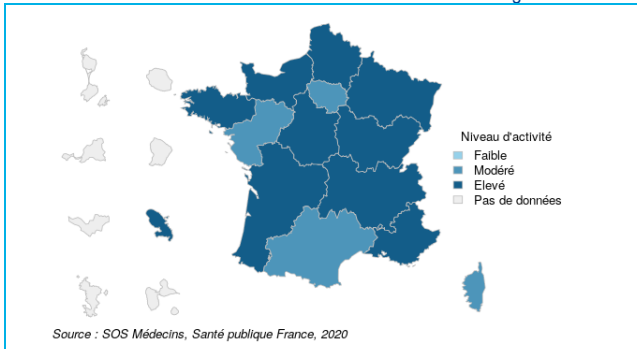 Niveau d'activité
Faible
Modéré
Elevé
Pas de données
Source : SOS Médecins, Santé publique France, 2020